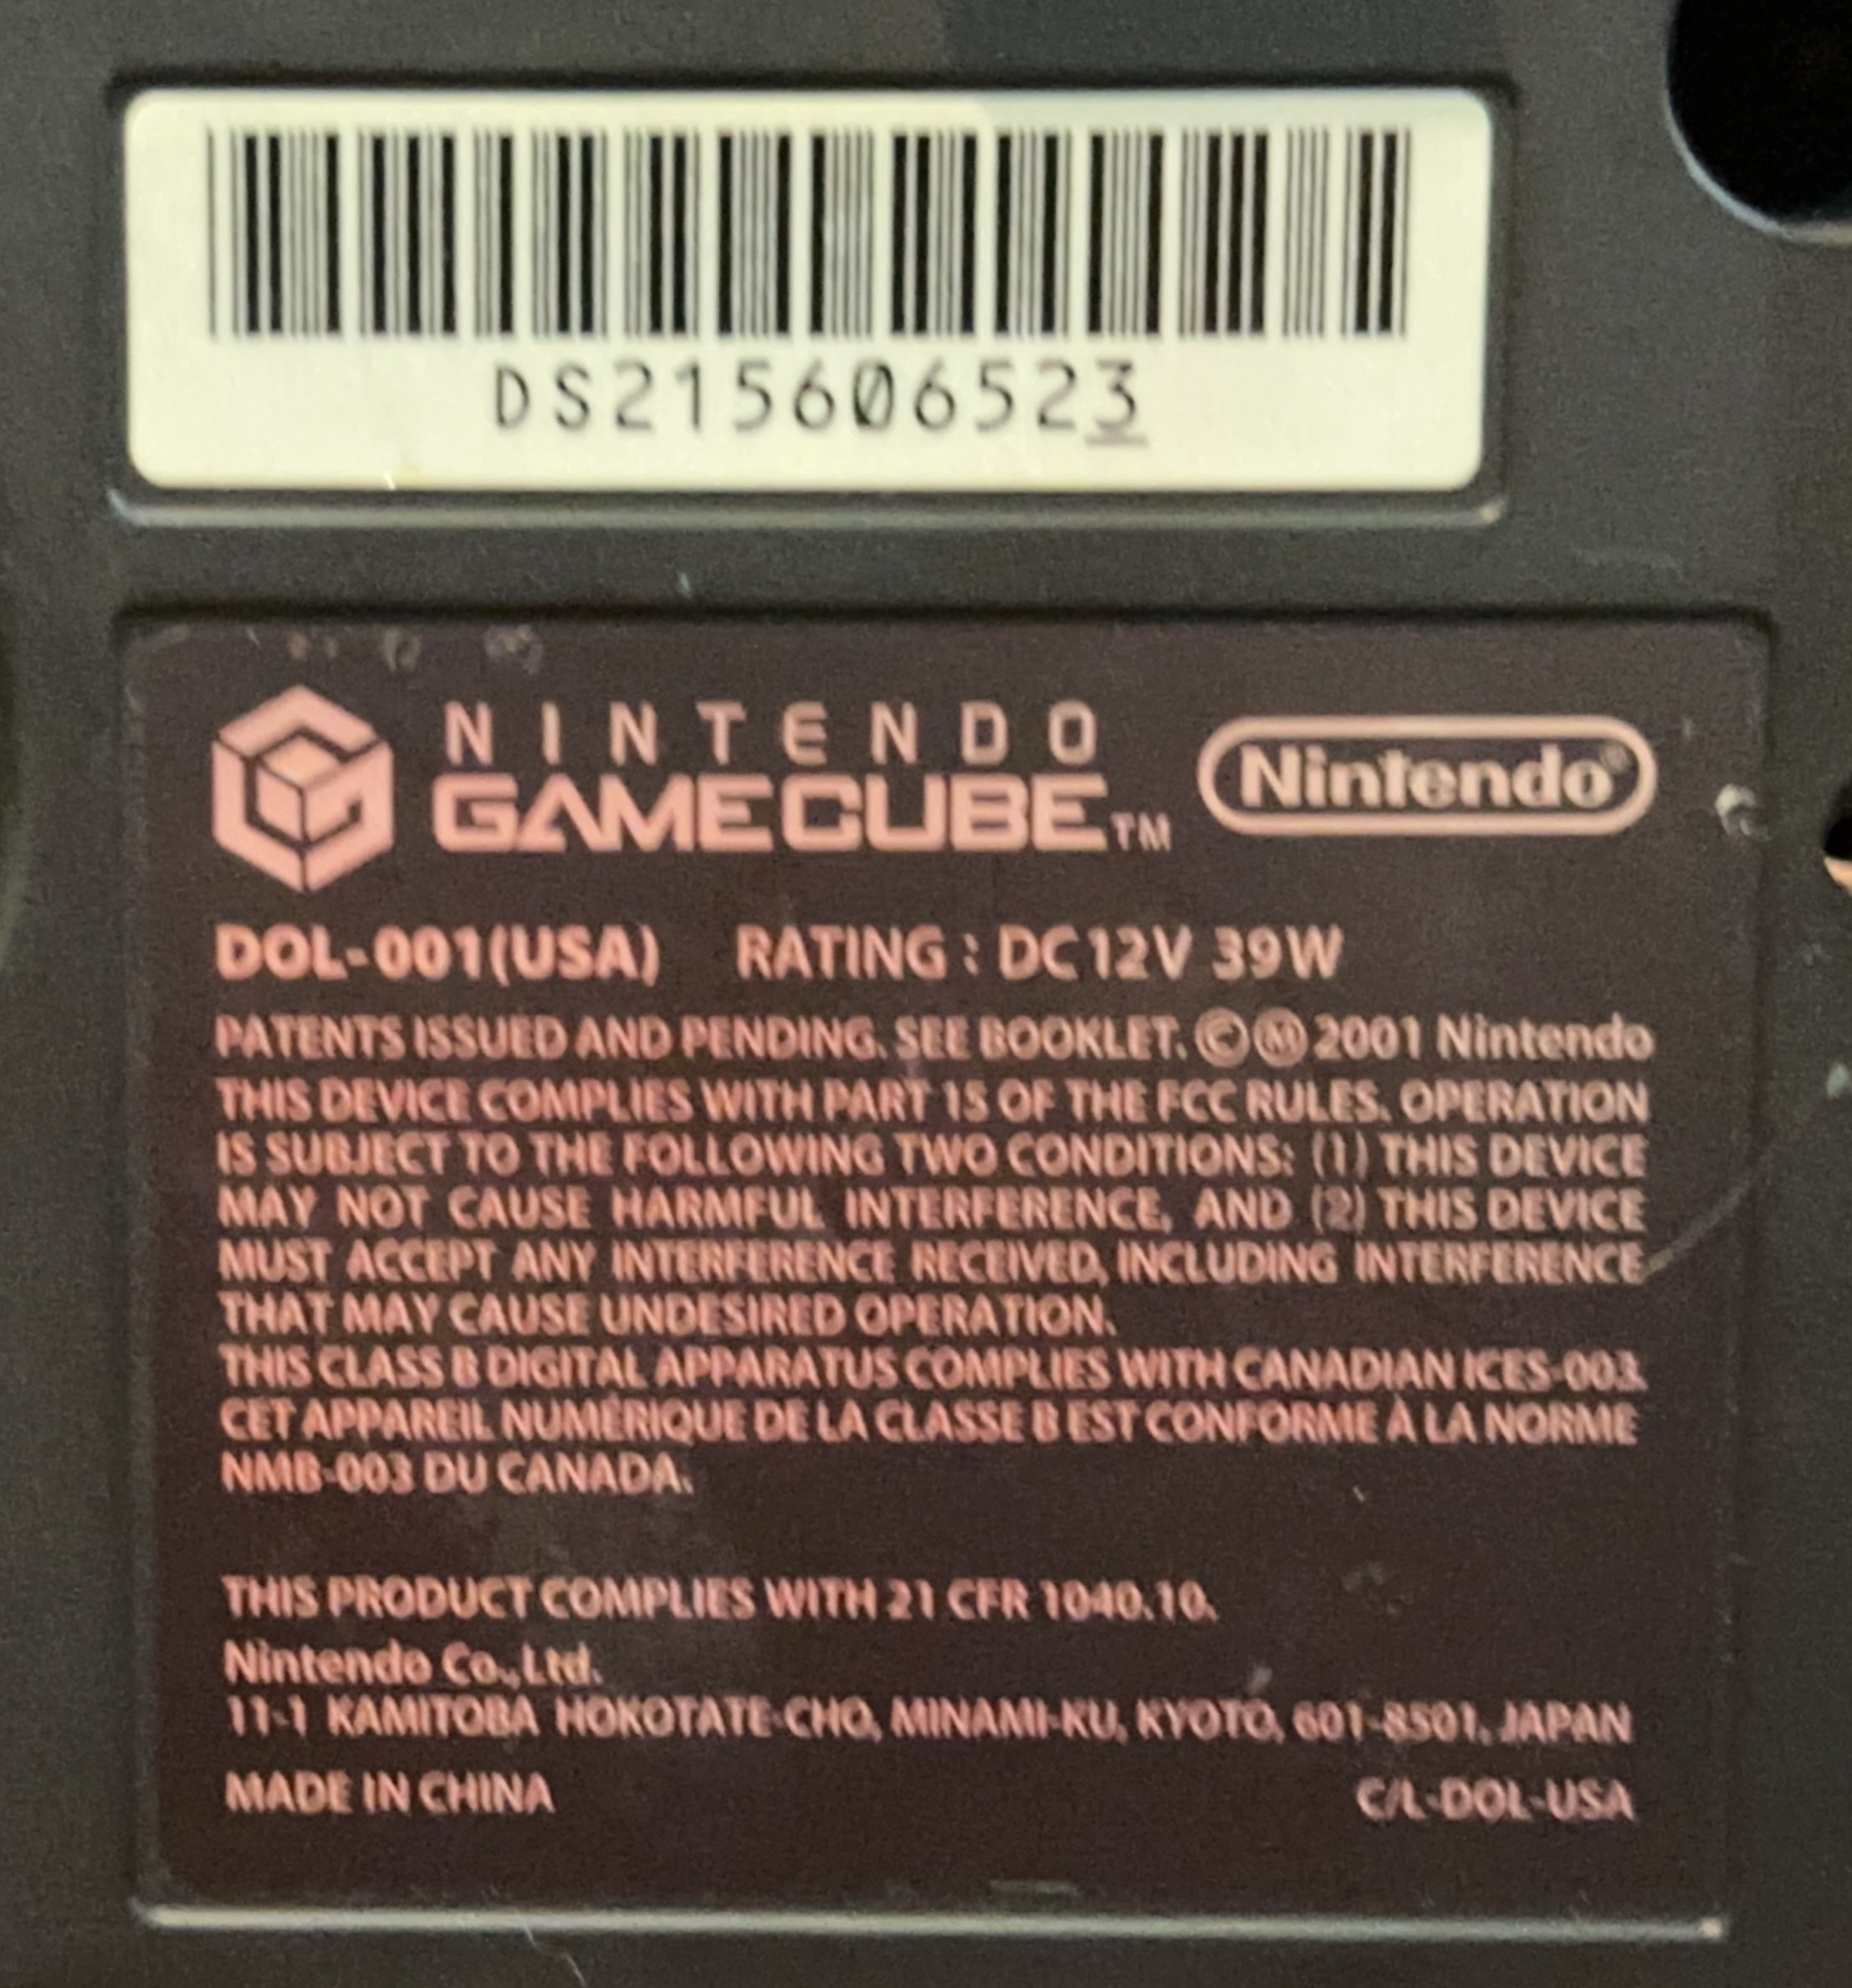 DS215606523
NINTENDO
GAMECUBE™
Nintendo®
DOL-001(USA) RATING : DC12V 39W
PATENTS ISSUED AND PENDING. SEE BOOKLET. ©Ⓜ2001 Nintendo
THIS DEVICE COMPLIES WITH PART 15 OF THE FCC RULES. OPERATION
IS SUBJECT TO THE FOLLOWING TWO CONDITIONS: (1) THIS DEVICE
MAY NOT CAUSE HARMFUL INTERFERENCE, AND (2) THIS DEVICE
MUST ACCEPT ANY INTERFERENCE RECEIVED, INCLUDING INTERFERENCE
THAT MAY CAUSE UNDESIRED OPERATION.
THIS CLASS B DIGITAL APPARATUS COMPLIES WITH CANADIAN ICES-003.
CET APPAREIL NUMÉRIQUE DE LA CLASSE B EST CONFORME À LA NORME
NMB-003 DU CANADA.
THIS PRODUCT COMPLIES WITH 21 CFR 1040.10.
Nintendo Co.,Ltd.
11-1 KAMITOBA HOKOTATE-CHO, MINAMI-KU, KYOTO, 601-8501, JAPAN
MADE IN CHINA C/L-DOL-USA